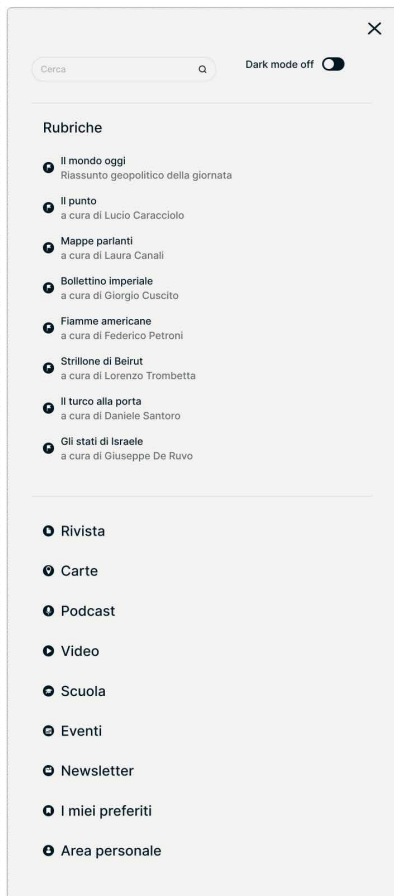 Cerca
Dark mode off
Rubriche
Il mondo oggi
Riassunto geopolitico della giornata
Il punto
a cura di Lucio Caracciolo
Mappe parlanti
a cura di Laura Canali
Bollettino imperiale
a cura di Giorgio Cuscito
Fiamme americane
a cura di Federico Petroni
Strillone di Beirut
a cura di Lorenzo Trombetta
Il turco alla porta
a cura di Daniele Santoro
Gli stati di Israele
a cura di Giuseppe De Ruvo
Rivista
Carte
Podcast
Video
Scuola
Eventi
Newsletter
I miei preferiti
Area personale